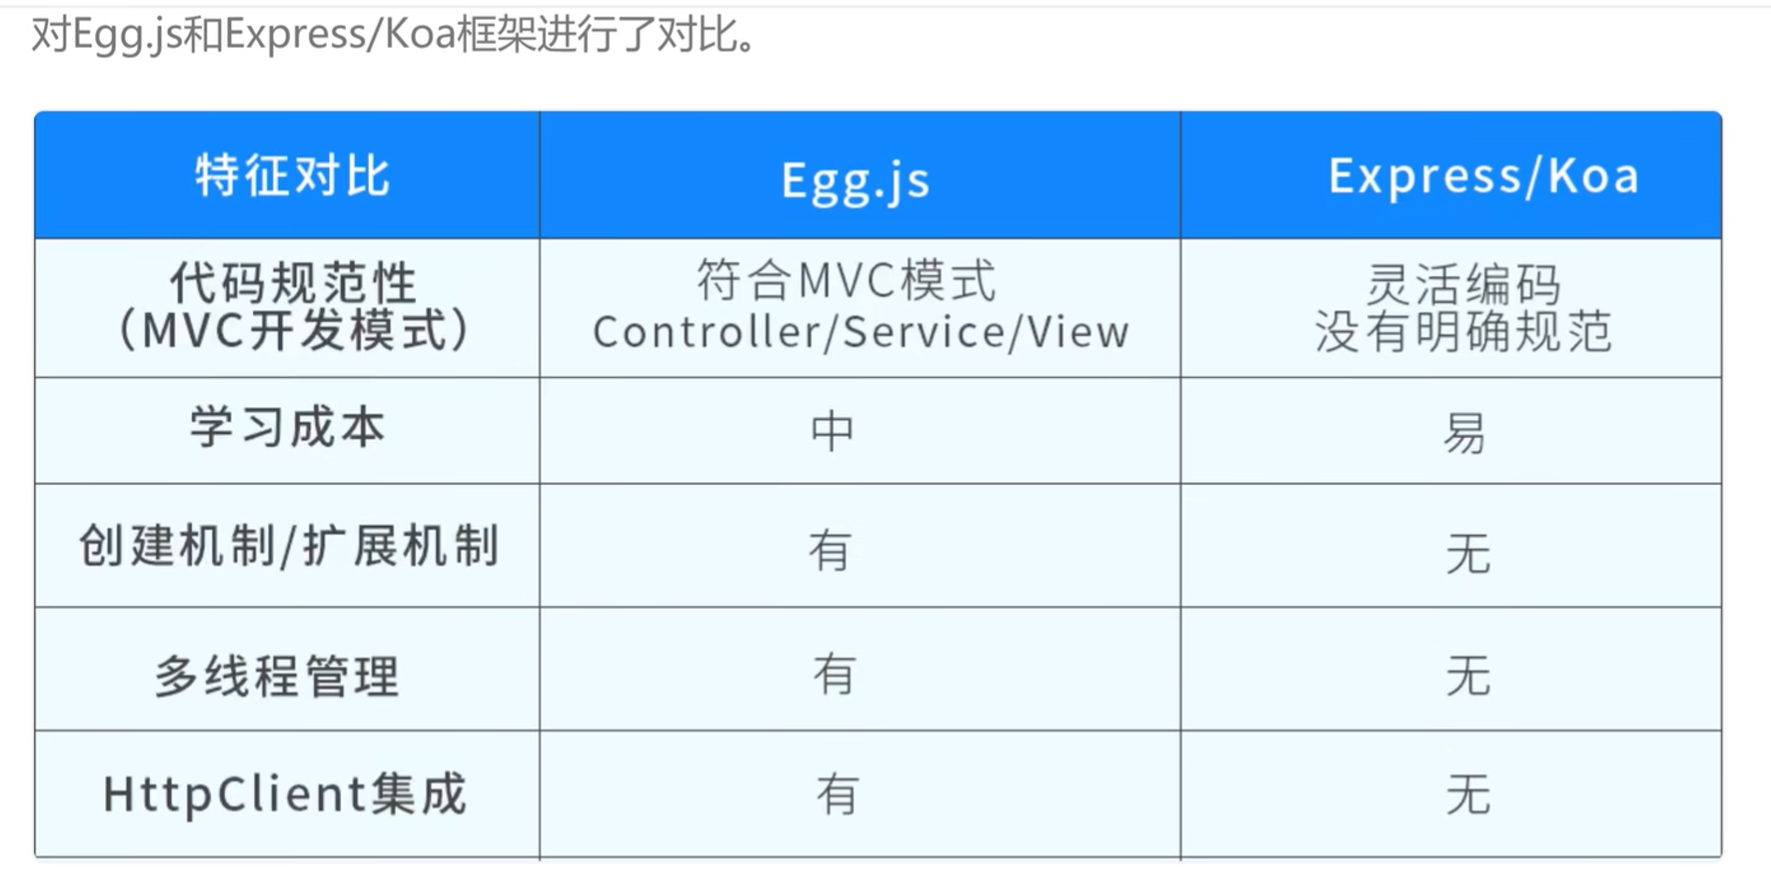 对Egg.js和Express/Koa框架进行了对比。
特征对比
Egg.js
Express/Koa
代码规范性
（MVC开发模式）
符合MVC模式
Controller/Service/View
灵活编码
没有明确规范
学习成本
中
易
创建机制/扩展机制
有
无
多线程管理
有
无
HttpClient集成
有
无